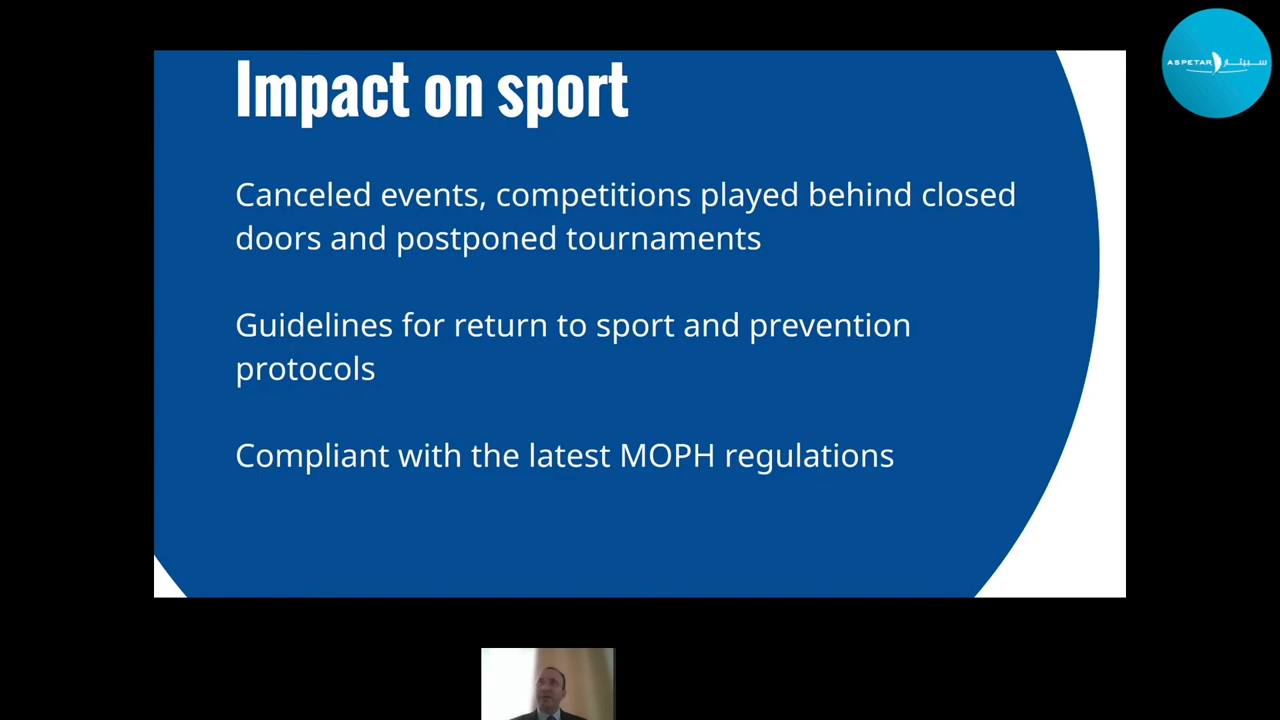 Impact on sport
ASPETAR سبيتار
Canceled events, competitions played behind closed
doors and postponed tournaments
Guidelines for return to sport and prevention
protocols
Compliant with the latest MOPH regulations